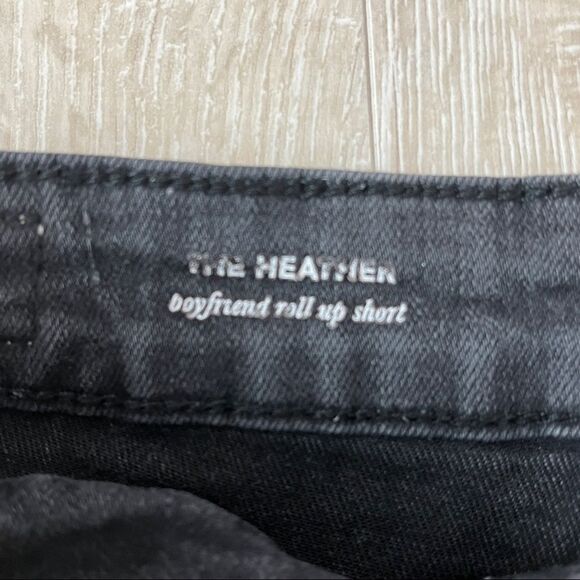 THE HEATHER
boyfriend roll up short